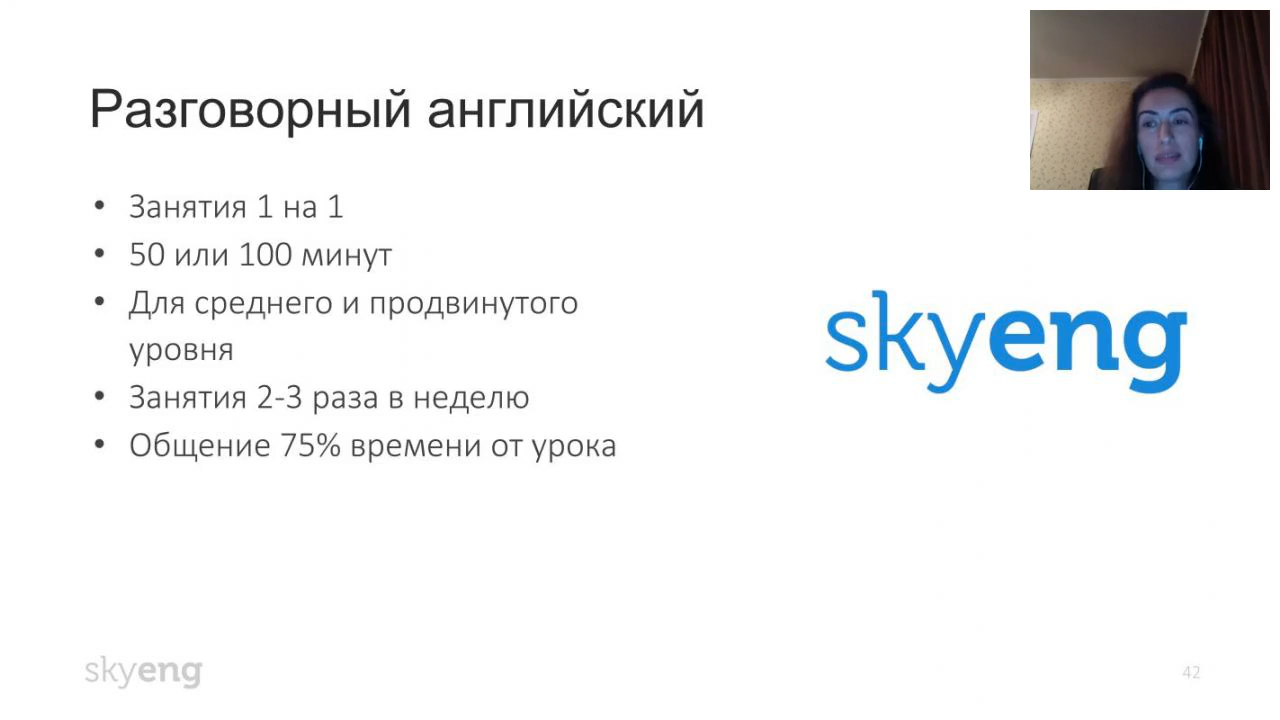 Разговорный английский
• Занятия 1 на 1
• 50 или 100 минут
• Для среднего и продвинутого
уровня
• Занятия 2-3 раза в неделю
• Общение 75% времени от урока
skyeng
skyeng
42